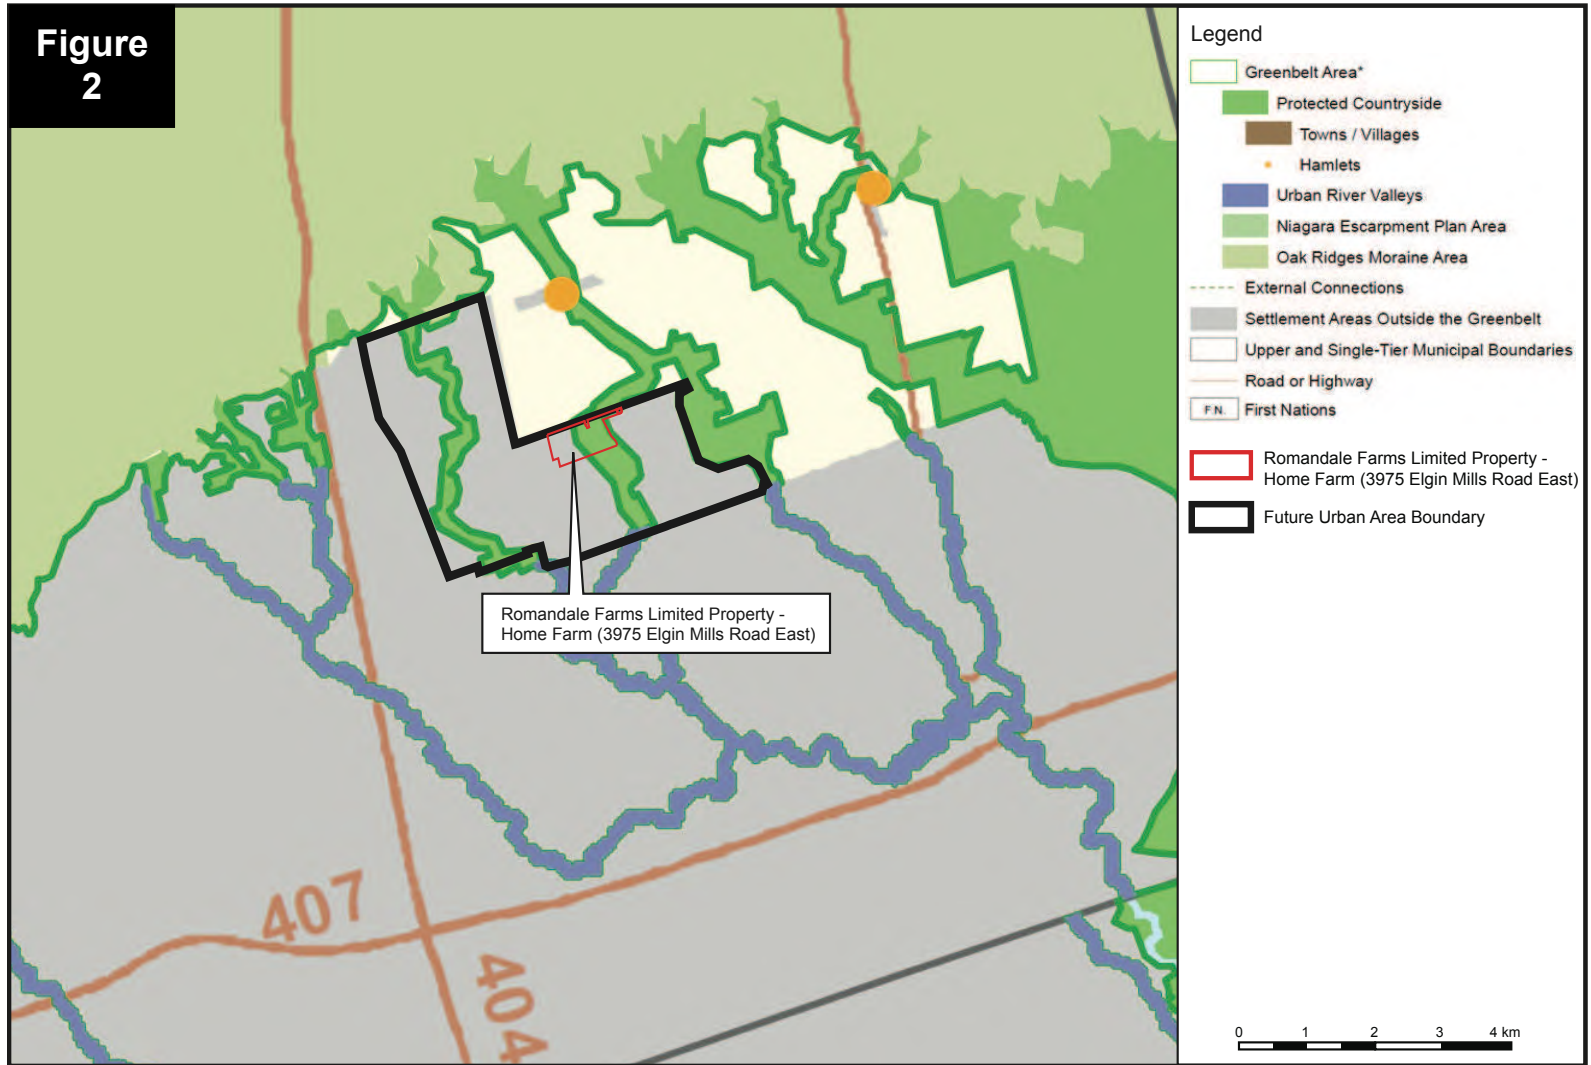 Figure
2
407
404
Romandale Farms Limited Property -
Home Farm (3975 Elgin Mills Road East)
Legend
Greenbelt Area*
Protected Countryside
Towns / Villages
Hamlets
Urban River Valleys
Niagara Escarpment Plan Area
Oak Ridges Moraine Area
External Connections
Settlement Areas Outside the Greenbelt
Upper and Single-Tier Municipal Boundaries
Road or Highway
F.N. First Nations
Romandale Farms Limited Property -
Home Farm (3975 Elgin Mills Road East)
Future Urban Area Boundary
0 1 2 3 4 km